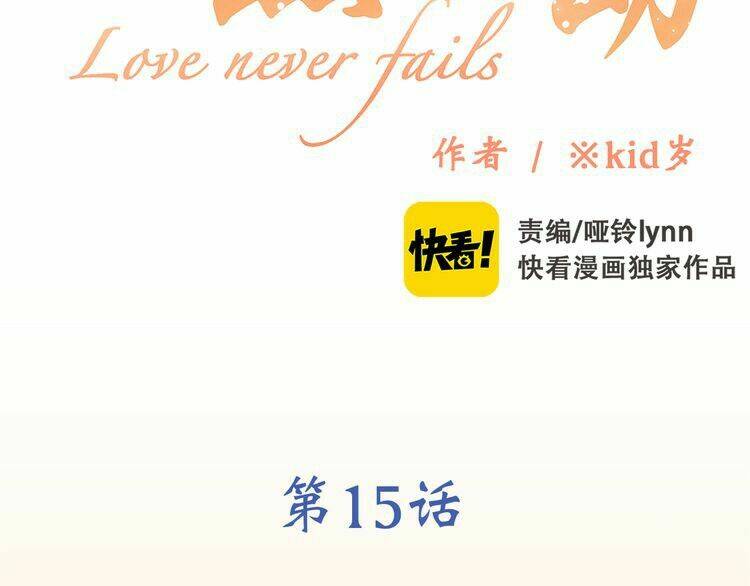 Love never fails
作者 / ※kid岁
快看!
责编/哑铃lynn
快看漫画独家作品
第15话